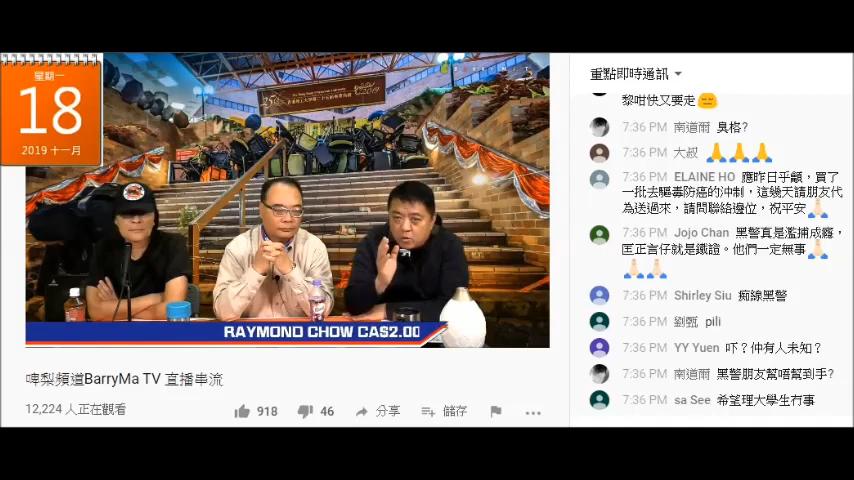 星期一
18
2019 十一月
RAYMOND CHOW CA$2.00
啤梨頻道BarryMa TV 直播串流
12,224 人正在觀看
918
46
分享
儲存
重點即時通訊
黎咁快又要走😑
7:36 PM 南道爾 臭格?
7:36 PM 大叔 🙏🙏🙏
7:36 PM ELAINE HO 應昨日乎籲，買了
一批去驅毒防癌的沖制，這幾天請朋友代
為送過來，請問聯絡邊位，祝平安🙏🏻
7:36 PM Jojo Chan 黑警真是濫捕成癮，
匡正言仔就是鐵證。他們一定無事🙏🏻
🙏🏻🙏🏻
7:36 PM Shirley Siu 痴線黑警
7:36 PM 劉甄 pili
7:36 PM YY Yuen 吓？仲有人未知？
7:36 PM 南道爾 黑警朋友幫唔幫到手?
7:36 PM sa See 希望理大學生冇事